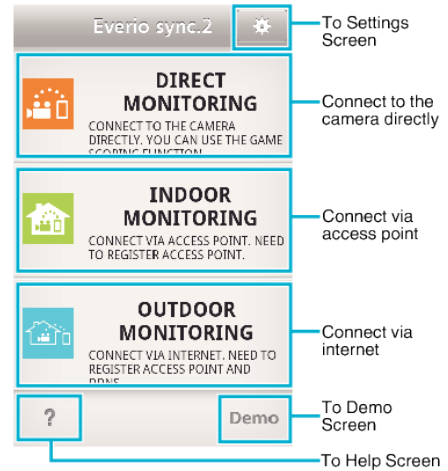 Everio sync.2
To Settings
Screen
DIRECT
MONITORING
CONNECT TO THE CAMERA
DIRECTLY. YOU CAN USE THE GAME
SCORING FUNCTION
Connect to the
camera directly
INDOOR
MONITORING
CONNECT VIA ACCESS POINT. NEED
TO REGISTER ACCESS POINT.
Connect via
access point
OUTDOOR
MONITORING
CONNECT VIA INTERNET. NEED TO
REGISTER ACCESS POINT AND
DDNS
Connect via
internet
?
Demo
To Demo
Screen
To Help Screen